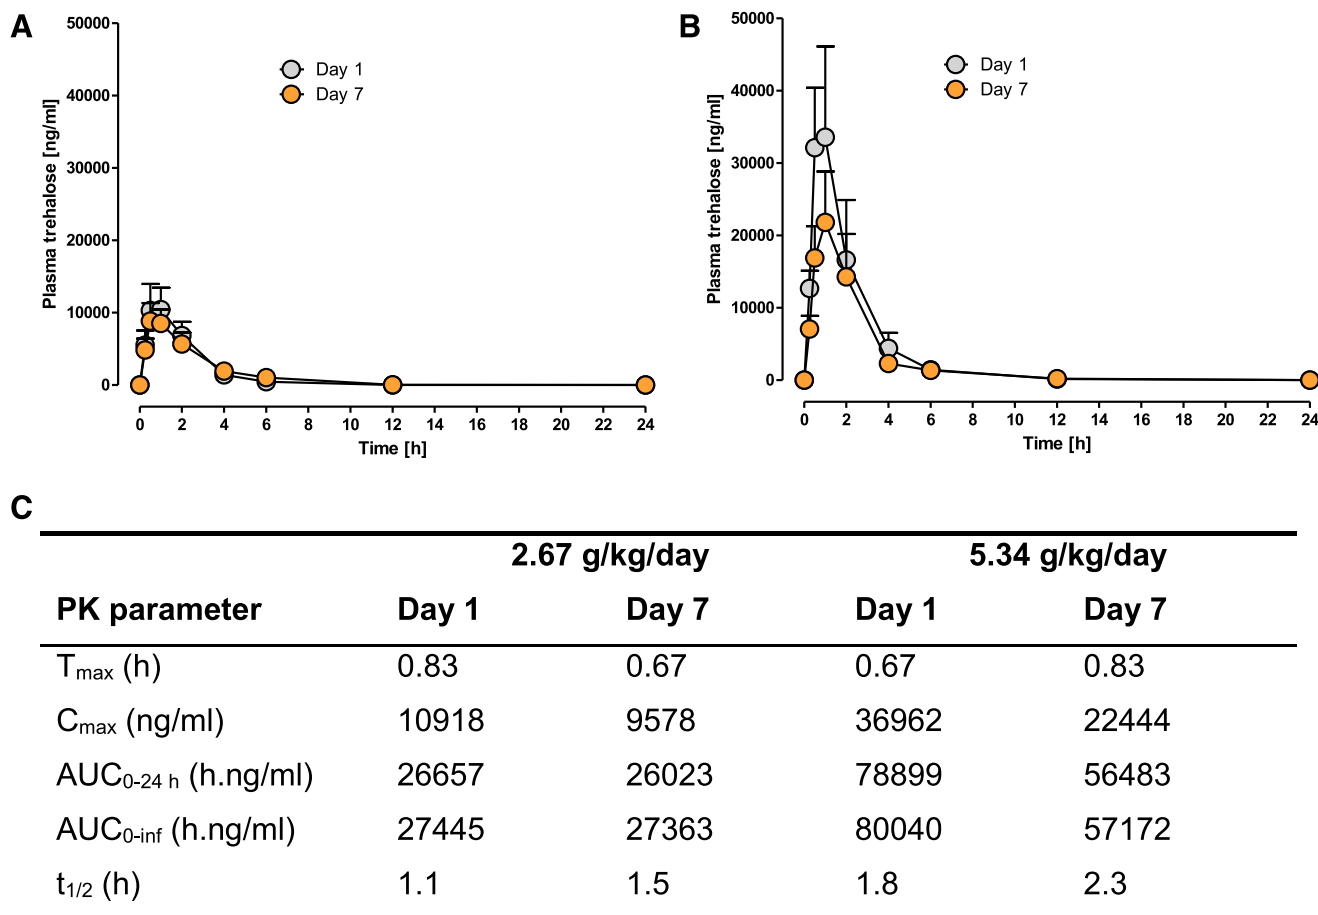 A
50000
40000
30000
20000
10000
0
Plasma trehalose [ng/ml]
Day 1
Day 7
0 2 4 6 8 10 12 14 16 18 20 22 24
Time [h]
B
50000
40000
30000
20000
10000
0
Plasma trehalose [ng/ml]
Day 1
Day 7
0 2 4 6 8 10 12 14 16 18 20 22 24
Time [h]
C
2.67 g/kg/day 5.34 g/kg/day
PK parameter Day 1 Day 7 Day 1 Day 7
Tmax (h) 0.83 0.67 0.67 0.83
Cmax (ng/ml) 10918 9578 36962 22444
AUC0-24 h (h.ng/ml) 26657 26023 78899 56483
AUC0-inf (h.ng/ml) 27445 27363 80040 57172
t1/2 (h) 1.1 1.5 1.8 2.3